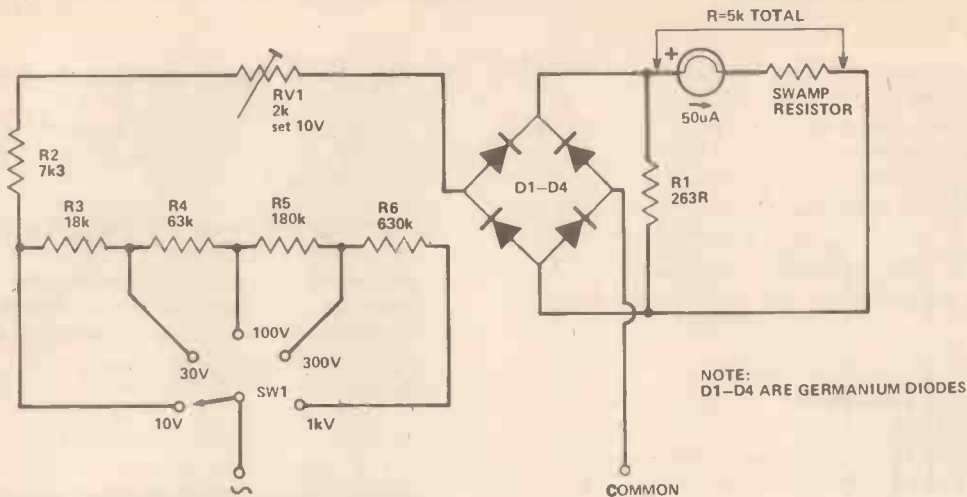 R=5k TOTAL
+
RV1
2k
set 10V
SWAMP
RESISTOR
50uA
R2
7k3
D1–D4
R1
263R
R3
18k
R4
63k
R5
180k
R6
630k
100V
30V
300V
SW1
10V
1kV
NOTE:
D1–D4 ARE GERMANIUM DIODES
COMMON